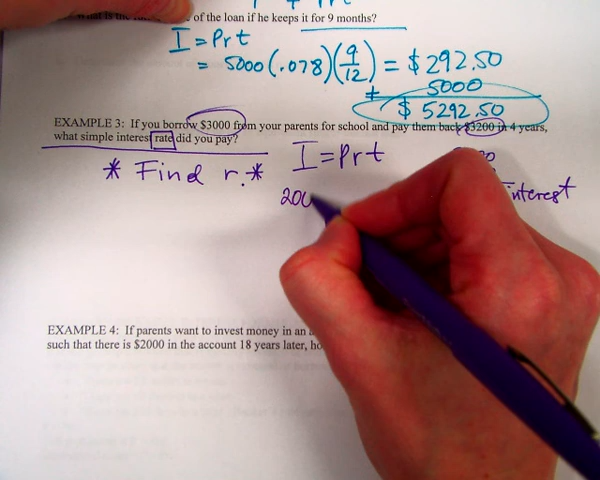 of the loan if he keeps it for 9 months?
I = Prt
= 5000 (.078)(9/12) = $292.50
+ 5000
$ 5292.50
EXAMPLE 3: If you borrow $3000 from your parents for school and pay them back $3200 in 4 years,
what simple interest rate did you pay?
* Find r. *
I = Prt
interest
200
EXAMPLE 4: If parents want to invest money in an
such that there is $2000 in the account 18 years later,